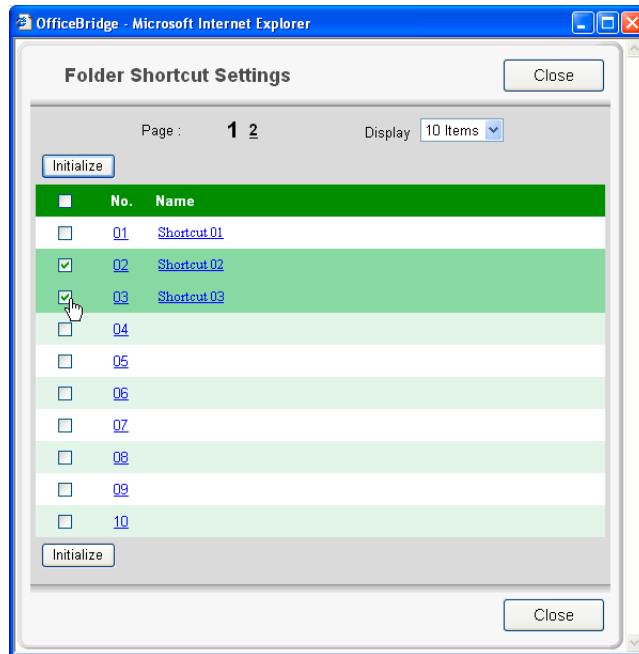 OfficeBridge - Microsoft Internet Explorer
Folder Shortcut Settings Close
Page : 1 2 Display 10 Items
Initialize
No. Name
01 Shortcut 01
02 Shortcut 02
03 Shortcut 03
04
05
06
07
08
09
10
Initialize
Close